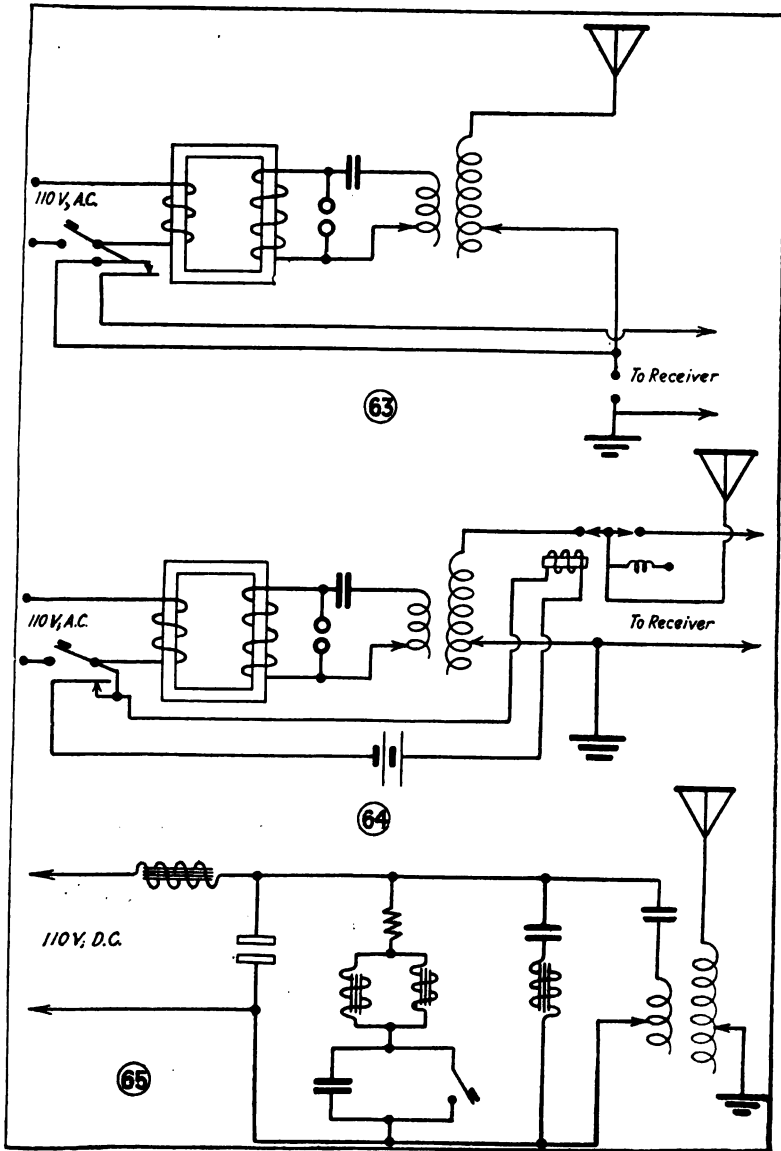 110 V, A.C.
To Receiver
63
110 V, A.C.
To Receiver
64
110 V, D.C.
65